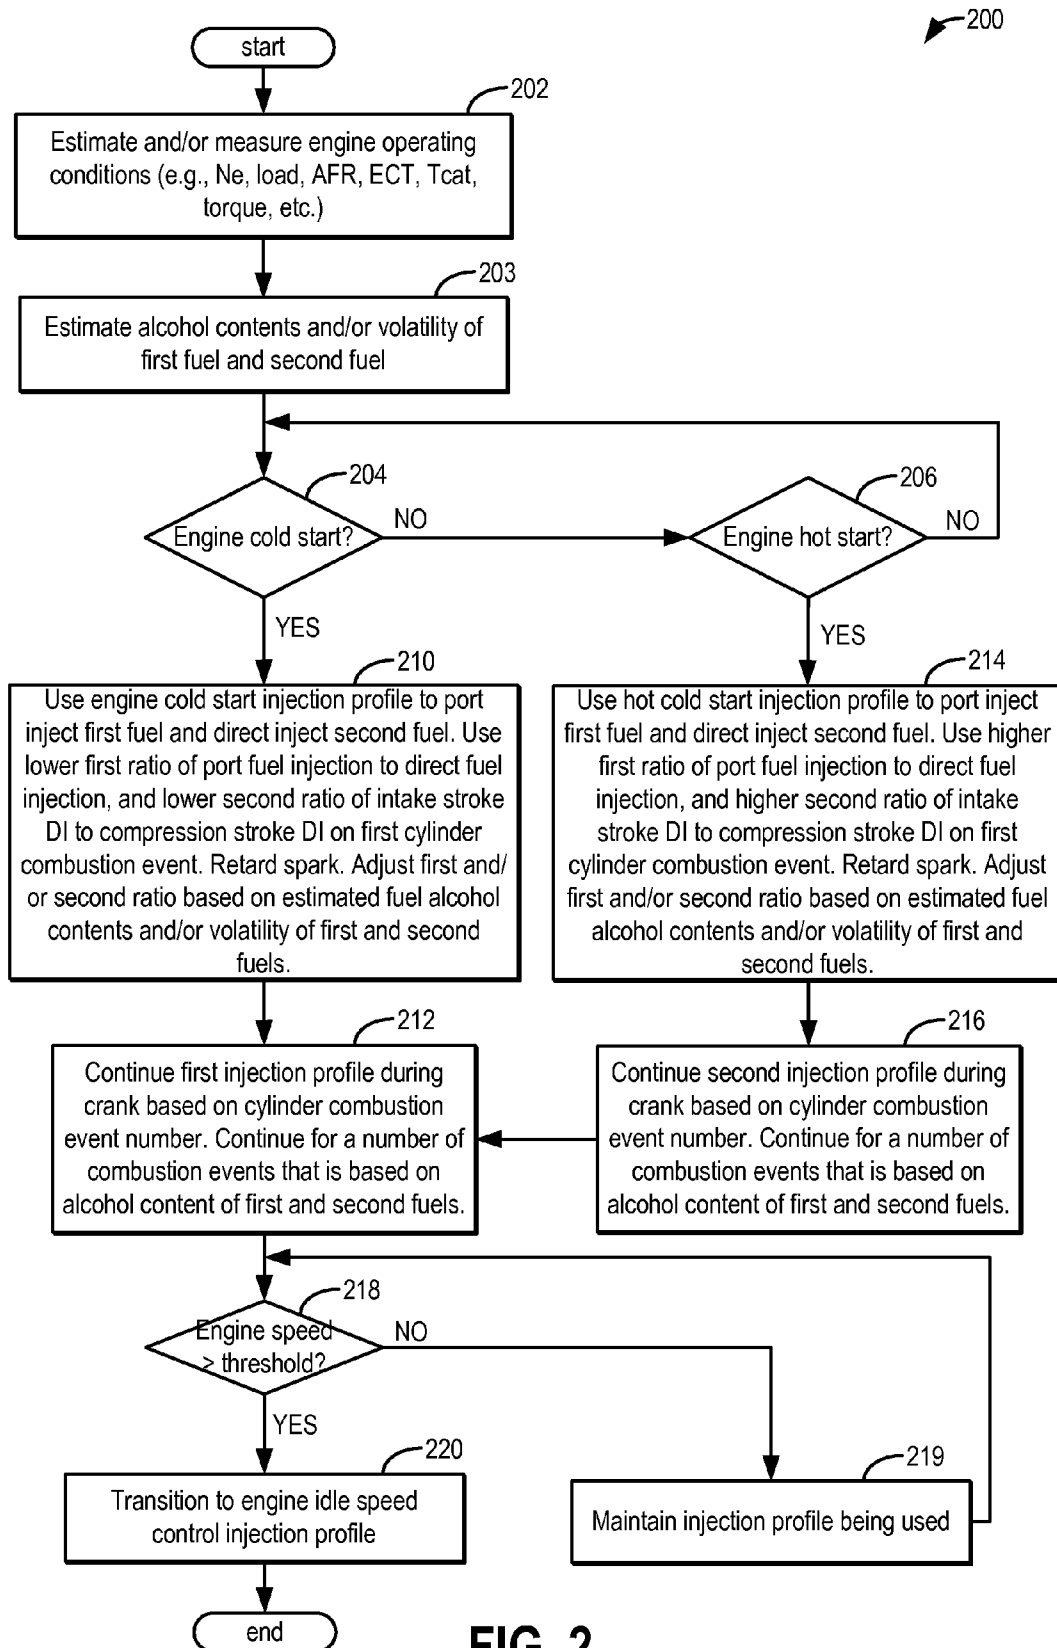 200
start
202
Estimate and/or measure engine operating
conditions (e.g., Ne, load, AFR, ECT, Tcat,
torque, etc.)
203
Estimate alcohol contents and/or volatility of
first fuel and second fuel
204
Engine cold start?
NO
206
Engine hot start?
NO
YES
YES
210
Use engine cold start injection profile to port
inject first fuel and direct inject second fuel. Use
lower first ratio of port fuel injection to direct fuel
injection, and lower second ratio of intake stroke
DI to compression stroke DI on first cylinder
combustion event. Retard spark. Adjust first and/
or second ratio based on estimated fuel alcohol
contents and/or volatility of first and second
fuels.
214
Use hot cold start injection profile to port inject
first fuel and direct inject second fuel. Use higher
first ratio of port fuel injection to direct fuel
injection, and higher second ratio of intake
stroke DI to compression stroke DI on first
cylinder combustion event. Retard spark. Adjust
first and/or second ratio based on estimated fuel
alcohol contents and/or volatility of first and
second fuels.
212
Continue first injection profile during
crank based on cylinder combustion
event number. Continue for a number of
combustion events that is based on
alcohol content of first and second fuels.
216
Continue second injection profile during
crank based on cylinder combustion
event number. Continue for a number of
combustion events that is based on
alcohol content of first and second fuels.
218
Engine speed
> threshold?
NO
YES
220
Transition to engine idle speed
control injection profile
219
Maintain injection profile being used
end
FIG. 2